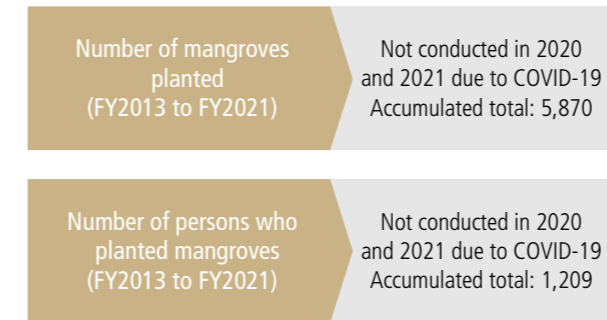 Number of mangroves
planted
(FY2013 to FY2021)
Not conducted in 2020
and 2021 due to COVID-19
Accumulated total: 5,870
Number of persons who
planted mangroves
(FY2013 to FY2021)
Not conducted in 2020
and 2021 due to COVID-19
Accumulated total: 1,209